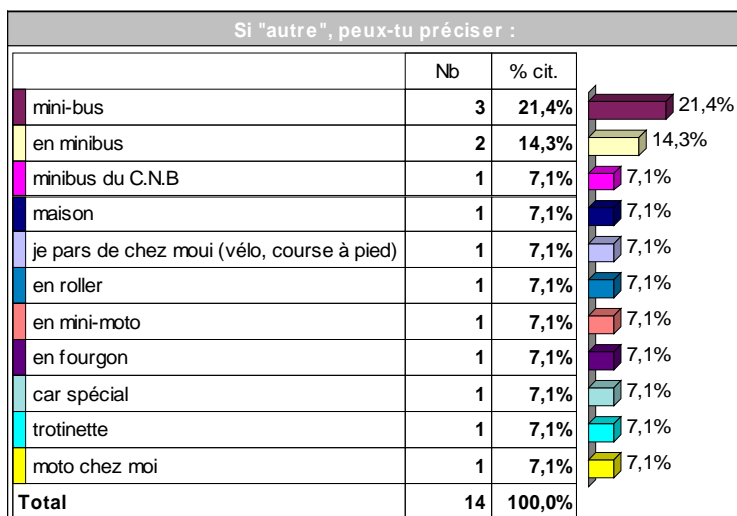 Si "autre", peux-tu préciser :
Nb % cit.
mini-bus 3 21,4% 21,4%
en minibus 2 14,3% 14,3%
minibus du C.N.B 1 7,1% 7,1%
maison 1 7,1% 7,1%
je pars de chez moui (vélo, course à pied) 1 7,1% 7,1%
en roller 1 7,1% 7,1%
en mini-moto 1 7,1% 7,1%
en fourgon 1 7,1% 7,1%
car spécial 1 7,1% 7,1%
trotinette 1 7,1% 7,1%
moto chez moi 1 7,1% 7,1%
Total 14 100,0%